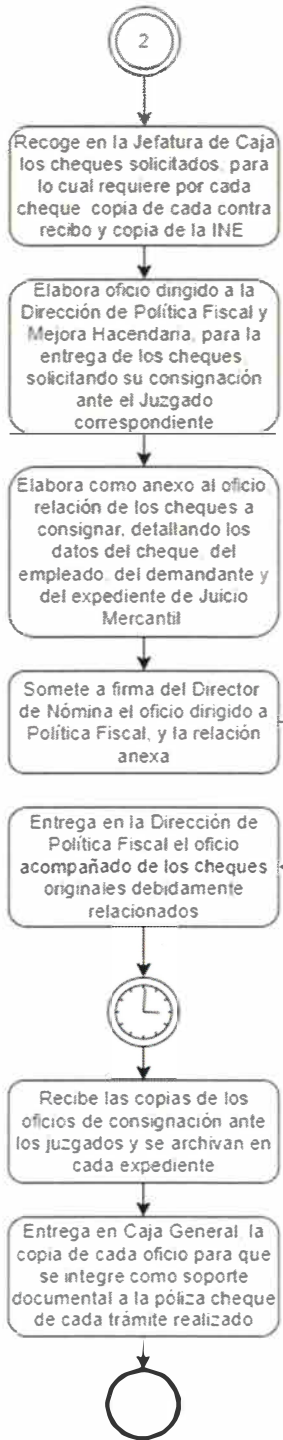 2
Recoge en la Jefatura de Caja
los cheques solicitados, para
lo cual requiere por cada
cheque copia de cada contra
recibo y copia de la INE
Elabora oficio dirigido a la
Dirección de Política Fiscal y
Mejora Hacendaria, para la
entrega de los cheques,
solicitando su consignación
ante el Juzgado
correspondiente
Elabora como anexo al oficio,
relación de los cheques a
consignar, detallando los
datos del cheque, del
empleado, del demandante y
del expediente de Juicio
Mercantil
Somete a firma del Director
de Nómina el oficio dirigido a
Política Fiscal, y la relación
anexa
Entrega en la Dirección de
Política Fiscal el oficio
acompañado de los cheques
originales debidamente
relacionados
Recibe las copias de los
oficios de consignación ante
los juzgados y se archivan en
cada expediente
Entrega en Caja General, la
copia de cada oficio para que
se integre como soporte
documental a la póliza cheque
de cada trámite realizado